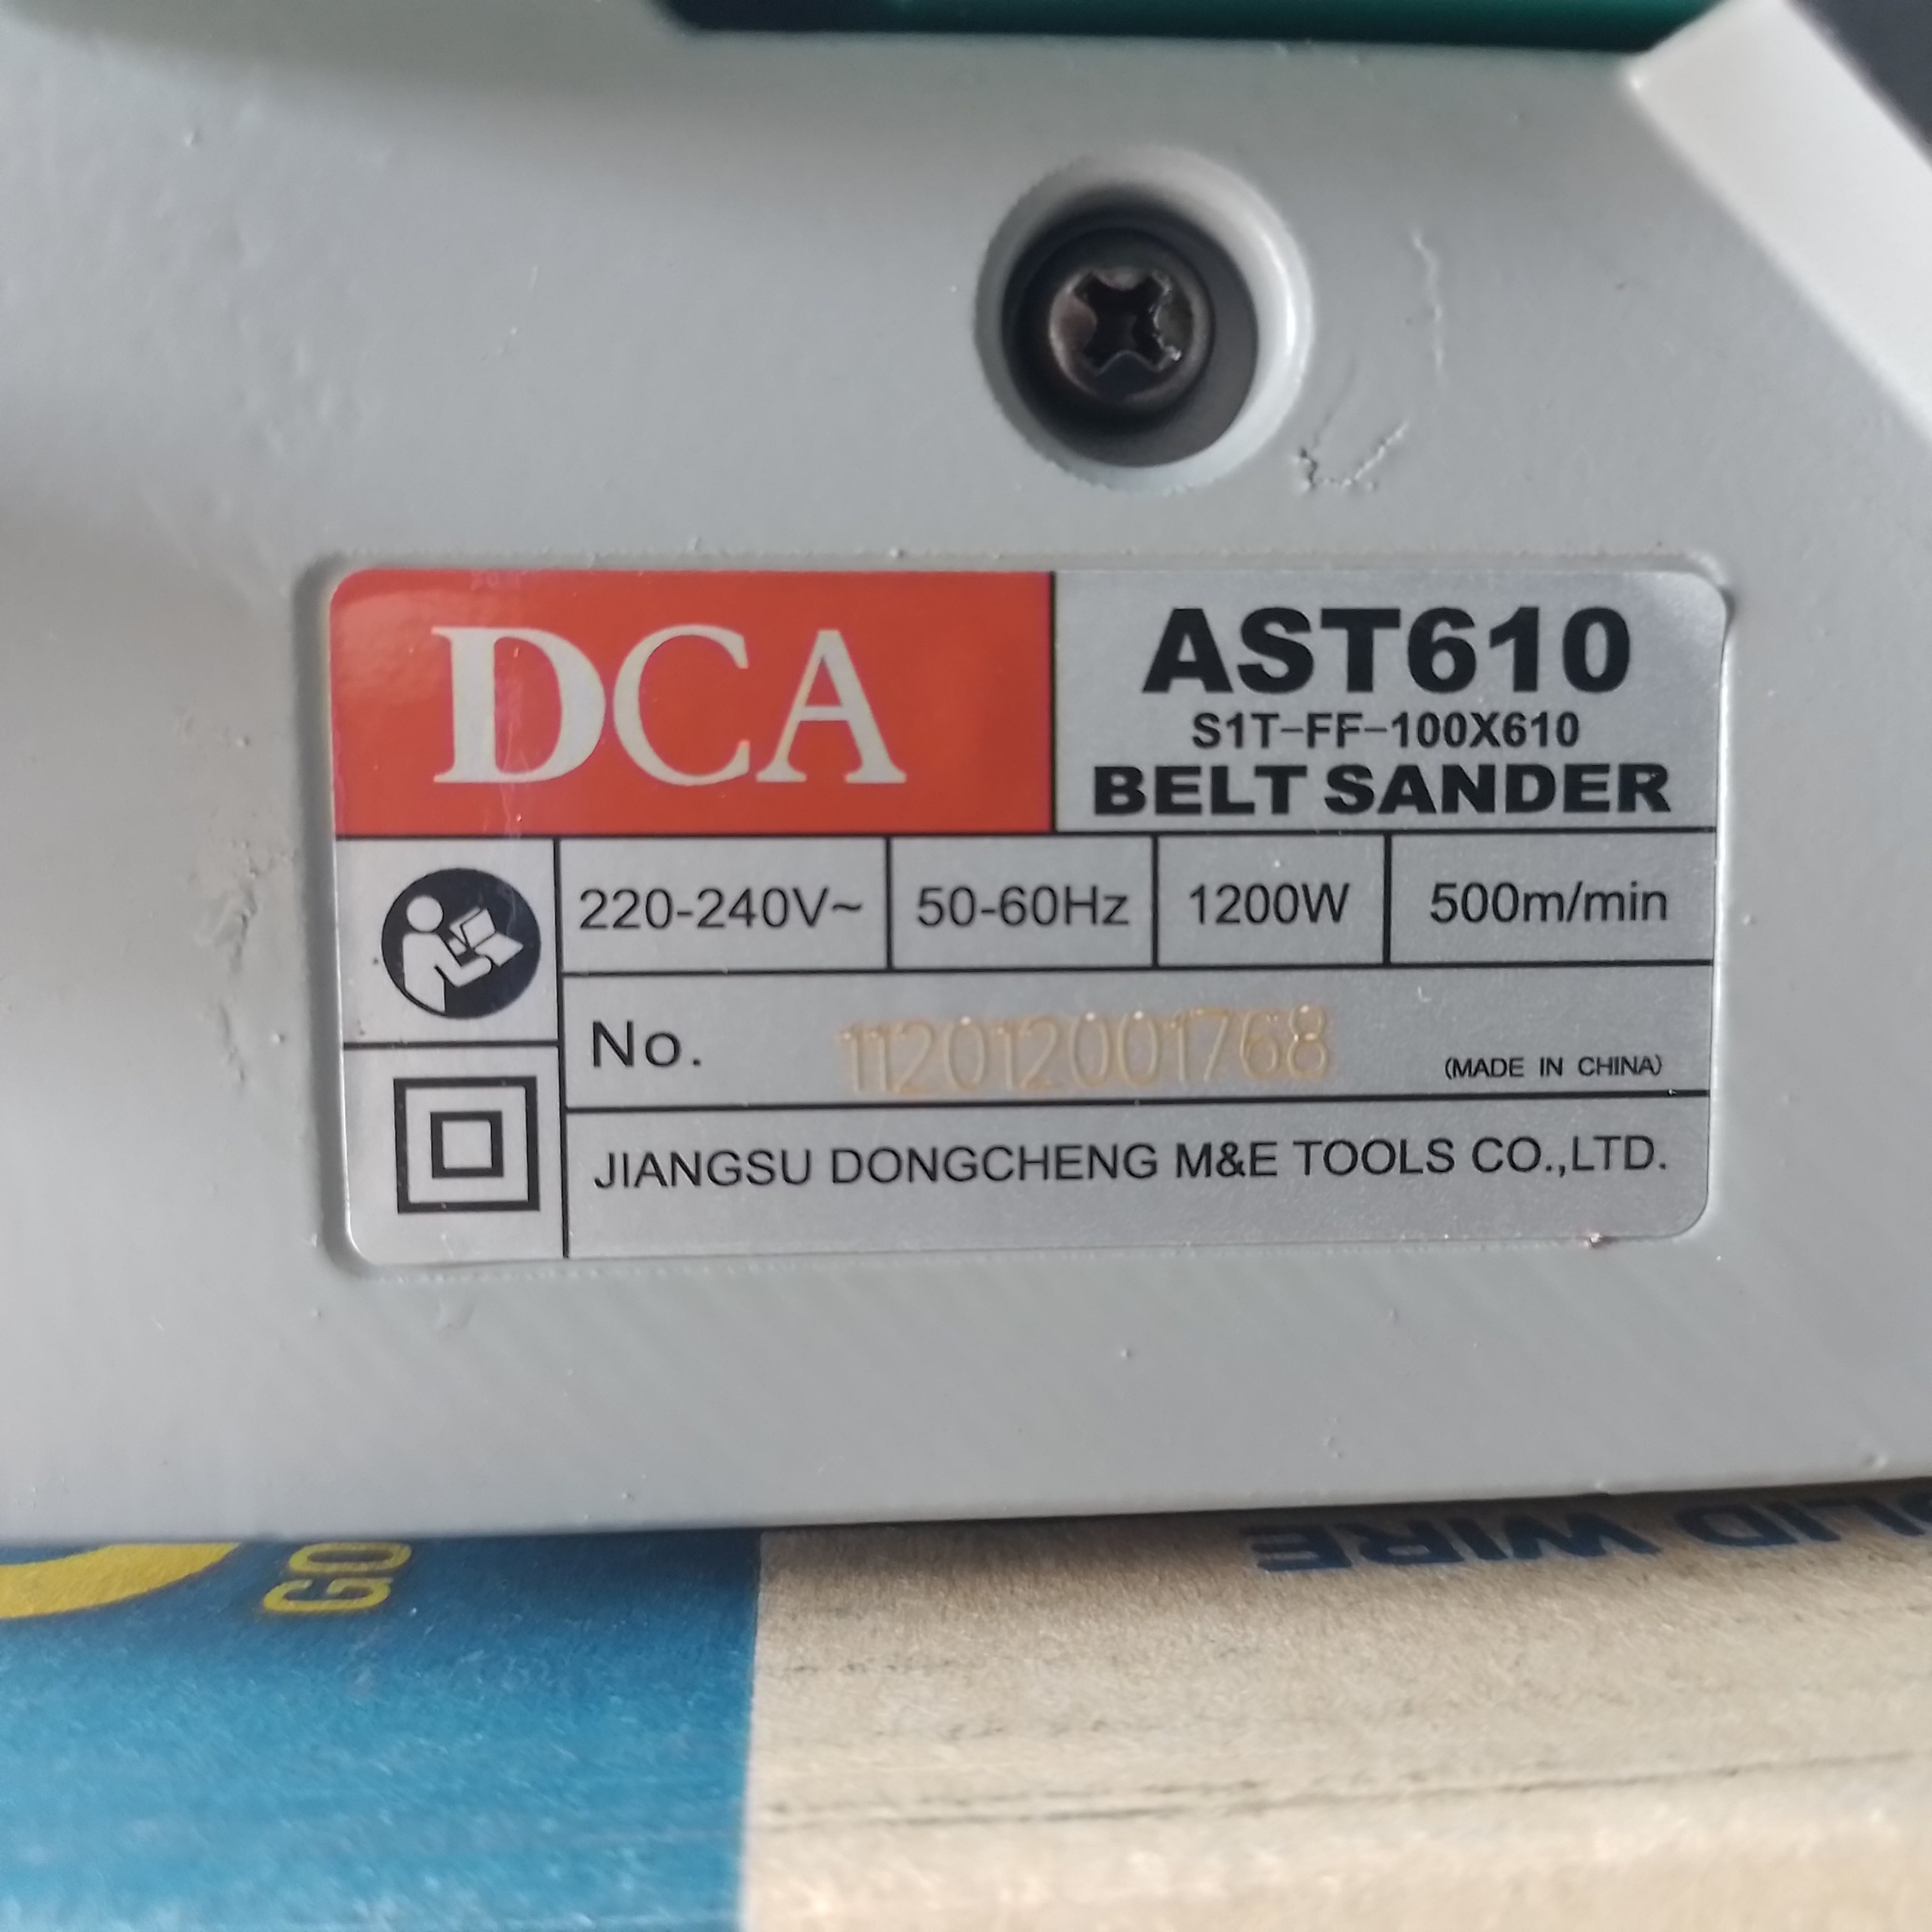 DCA
AST610
S1T-FF-100X610
BELT SANDER
220-240V~ 50-60Hz 1200W 500m/min
No. 112012001768 (MADE IN CHINA)
JIANGSU DONGCHENG M&E TOOLS CO.,LTD.
GO
LID WIRE